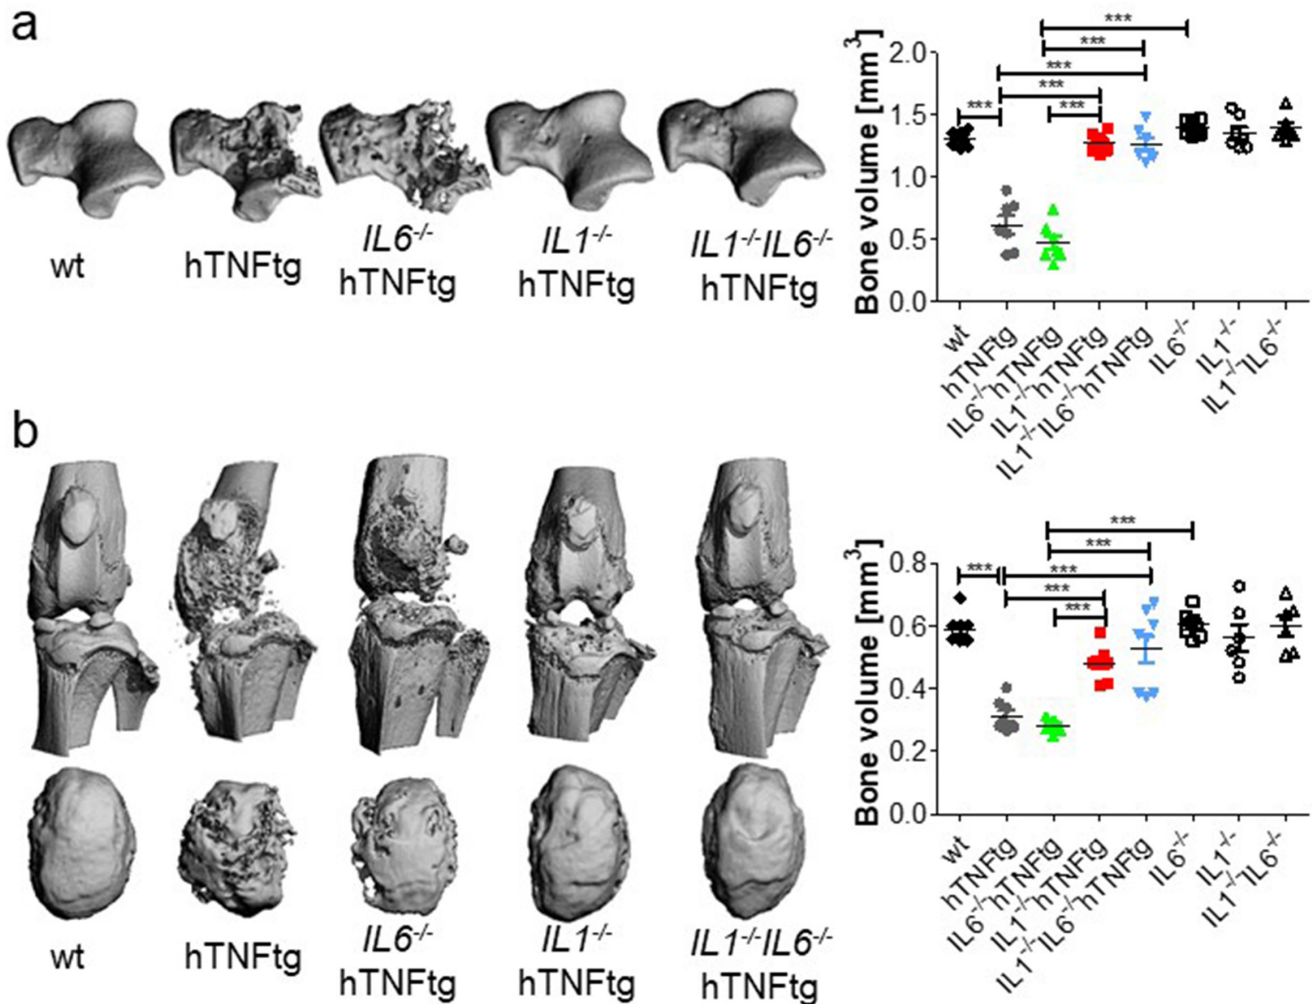 a
wt
hTNFtg
IL6-/-
hTNFtg
IL1-/-
hTNFtg
IL1-/-IL6-/-
hTNFtg
Bone volume [mm³]
2.0
1.5
1.0
0.5
0.0
***
***
***
***
***
***
wt
hTNFtg
IL6-/-hTNFtg
IL1-/-hTNFtg
IL1-/-IL6-/-hTNFtg
IL6-/-
IL1-/-
IL1-/-IL6-/-
b
wt
hTNFtg
IL6-/-
hTNFtg
IL1-/-
hTNFtg
IL1-/-IL6-/-
hTNFtg
Bone volume [mm³]
0.8
0.6
0.4
0.2
0.0
***
***
***
***
***
***
wt
hTNFtg
IL6-/-hTNFtg
IL1-/-hTNFtg
IL1-/-IL6-/-hTNFtg
IL6-/-
IL1-/-
IL1-/-IL6-/-